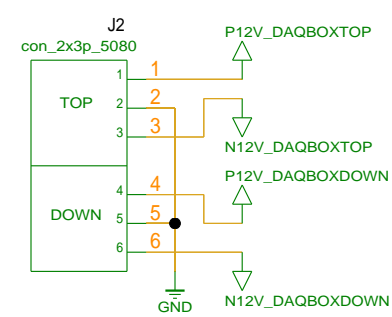 J2
con_2x3p_5080
P12V_DAQBOXTOP
1 1
TOP
2 2
3 3
N12V_DAQBOXTOP
P12V_DAQBOXDOWN
4 4
DOWN
5 5
6 6
GND
N12V_DAQBOXDOWN